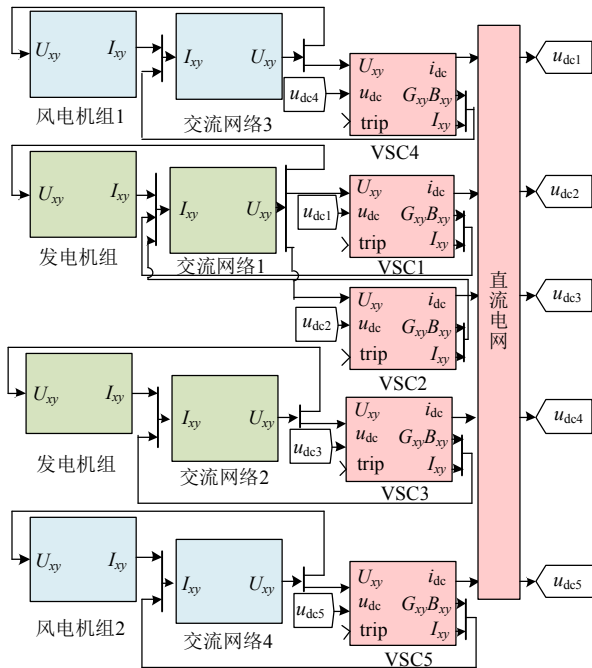 U_xy I_xy
风电机组1
I_xy U_xy
交流网络3
u_dc4
U_xy i_dc
u_dc G_xyB_xy
trip I_xy
VSC4
U_xy I_xy
发电机组
I_xy U_xy
交流网络1
u_dc1
U_xy i_dc
u_dc G_xyB_xy
trip I_xy
VSC1
u_dc2
U_xy i_dc
u_dc G_xyB_xy
trip I_xy
VSC2
U_xy I_xy
发电机组
I_xy U_xy
交流网络2
u_dc3
U_xy i_dc
u_dc G_xyB_xy
trip I_xy
VSC3
U_xy I_xy
风电机组2
I_xy U_xy
交流网络4
u_dc5
U_xy i_dc
u_dc G_xyB_xy
trip I_xy
VSC5
直流电网
u_dc1
u_dc2
u_dc3
u_dc4
u_dc5